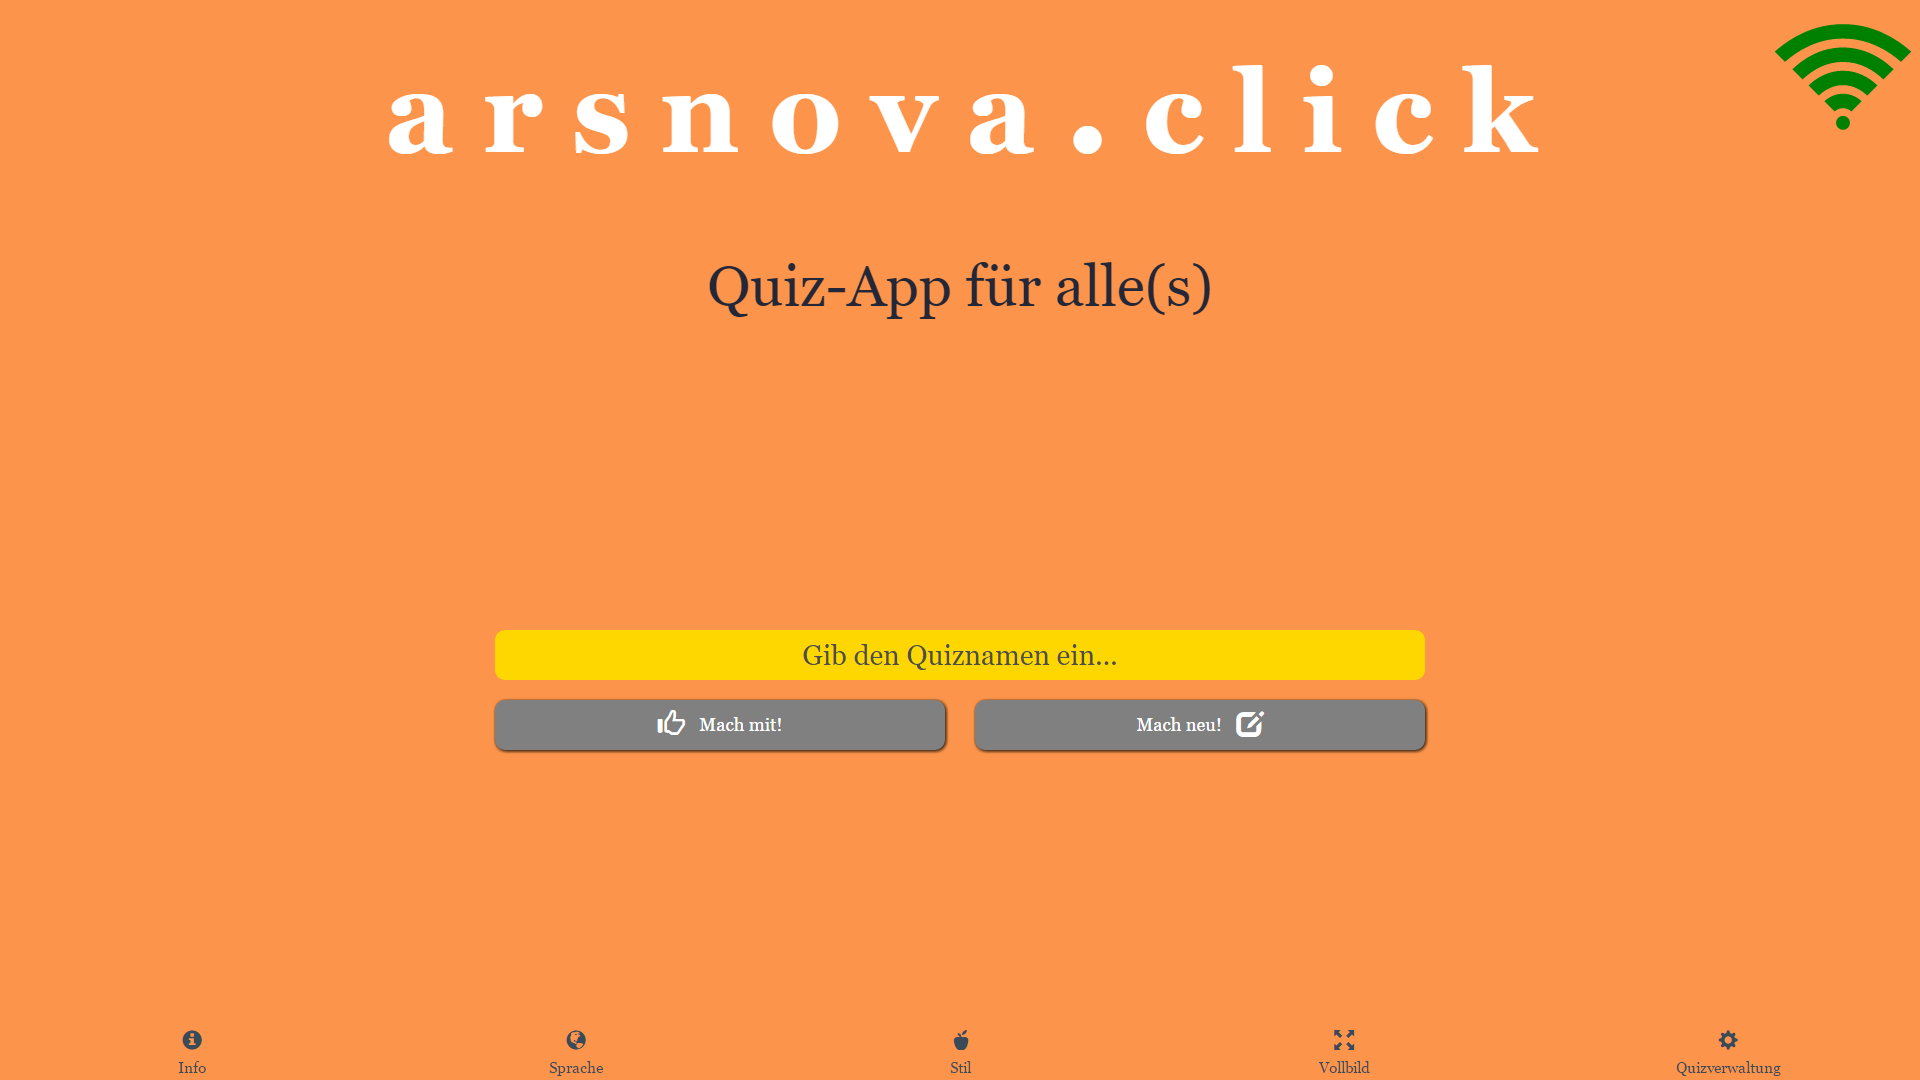 arsnova.click
Quiz-App für alle(s)
Gib den Quiznamen ein...
Mach mit!
Mach neu!
Info
Sprache
Stil
Vollbild
Quizverwaltung